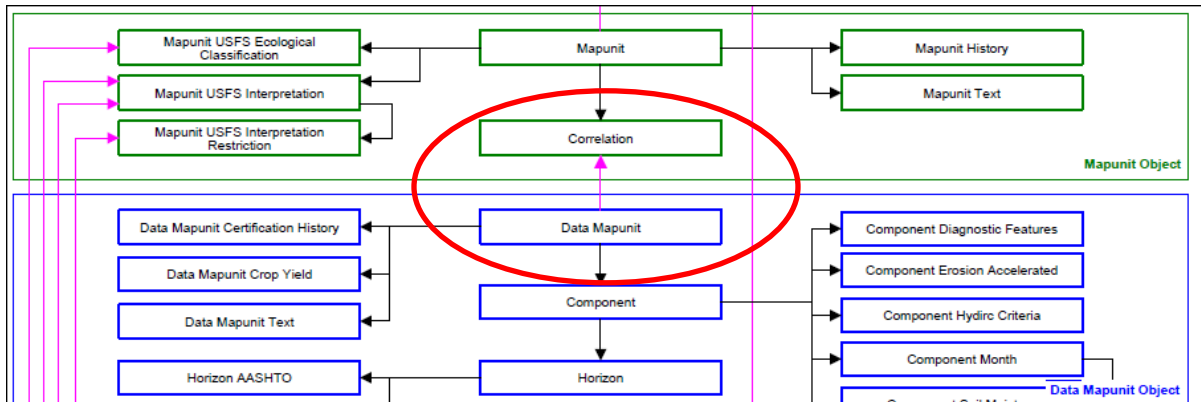 Mapunit USFS Ecological
Classification
Mapunit
Mapunit History
Mapunit USFS Interpretation
Mapunit Text
Mapunit USFS Interpretation
Restriction
Correlation
Mapunit Object
Data Mapunit Certification History
Data Mapunit
Component Diagnostic Features
Data Mapunit Crop Yield
Component Erosion Accelerated
Component
Component Hydirc Criteria
Data Mapunit Text
Component Month
Horizon AASHTO
Horizon
Data Mapunit Object